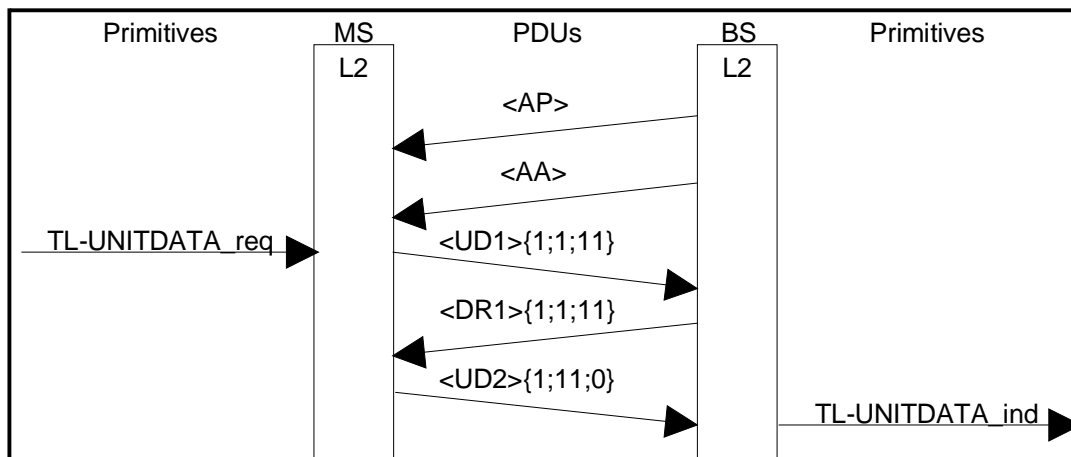 Primitives MS PDUs BS Primitives
L2 L2
<AP>
<AA>
TL-UNITDATA_req <UD1>{1;1;11}
<DR1>{1;1;11}
<UD2>{1;11;0}
TL-UNITDATA_ind